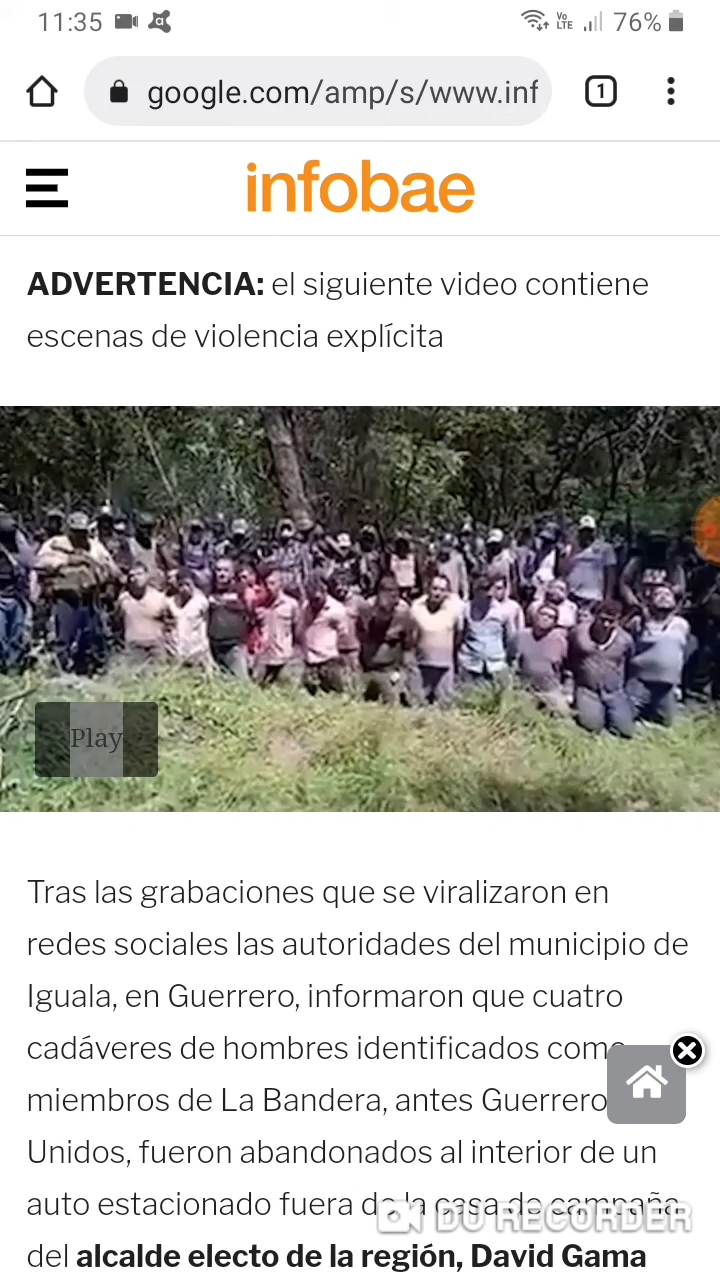 11:35
Vo
LTE
76%
google.com/amp/s/www.inf
1
infobae
ADVERTENCIA: el siguiente video contiene
escenas de violencia explícita
Play
Tras las grabaciones que se viralizaron en
redes sociales las autoridades del municipio de
Iguala, en Guerrero, informaron que cuatro
cadáveres de hombres identificados como
miembros de La Bandera, antes Guerrero
Unidos, fueron abandonados al interior de un
auto estacionado fuera de la casa de campaña
DU RECORDER
del alcalde electo de la región, David Gama